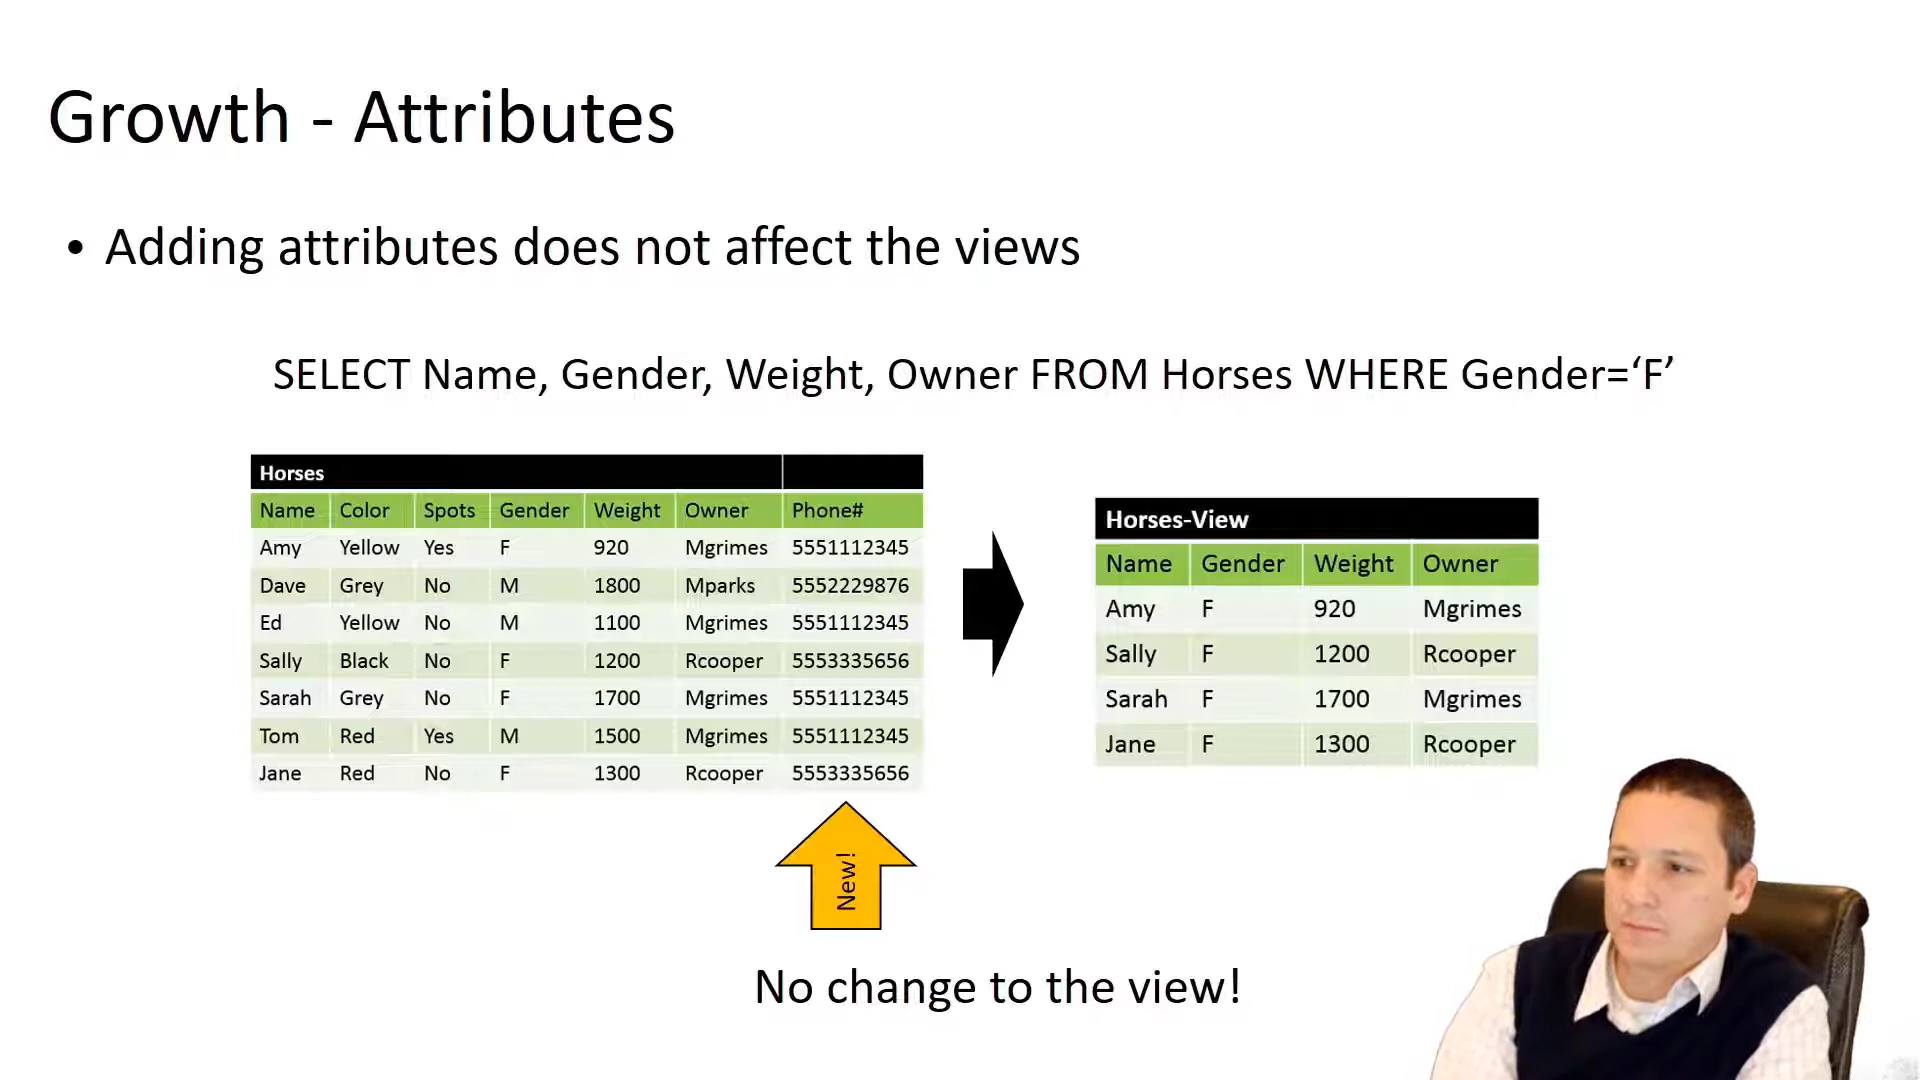 Growth - Attributes
• Adding attributes does not affect the views
SELECT Name, Gender, Weight, Owner FROM Horses WHERE Gender=‘F’
Horses
Name Color Spots Gender Weight Owner Phone#
Amy Yellow Yes F 920 Mgrimes 5551112345
Dave Grey No M 1800 Mparks 5552229876
Ed Yellow No M 1100 Mgrimes 5551112345
Sally Black No F 1200 Rcooper 5553335656
Sarah Grey No F 1700 Mgrimes 5551112345
Tom Red Yes M 1500 Mgrimes 5551112345
Jane Red No F 1300 Rcooper 5553335656
Horses-View
Name Gender Weight Owner
Amy F 920 Mgrimes
Sally F 1200 Rcooper
Sarah F 1700 Mgrimes
Jane F 1300 Rcooper
New!
No change to the view!